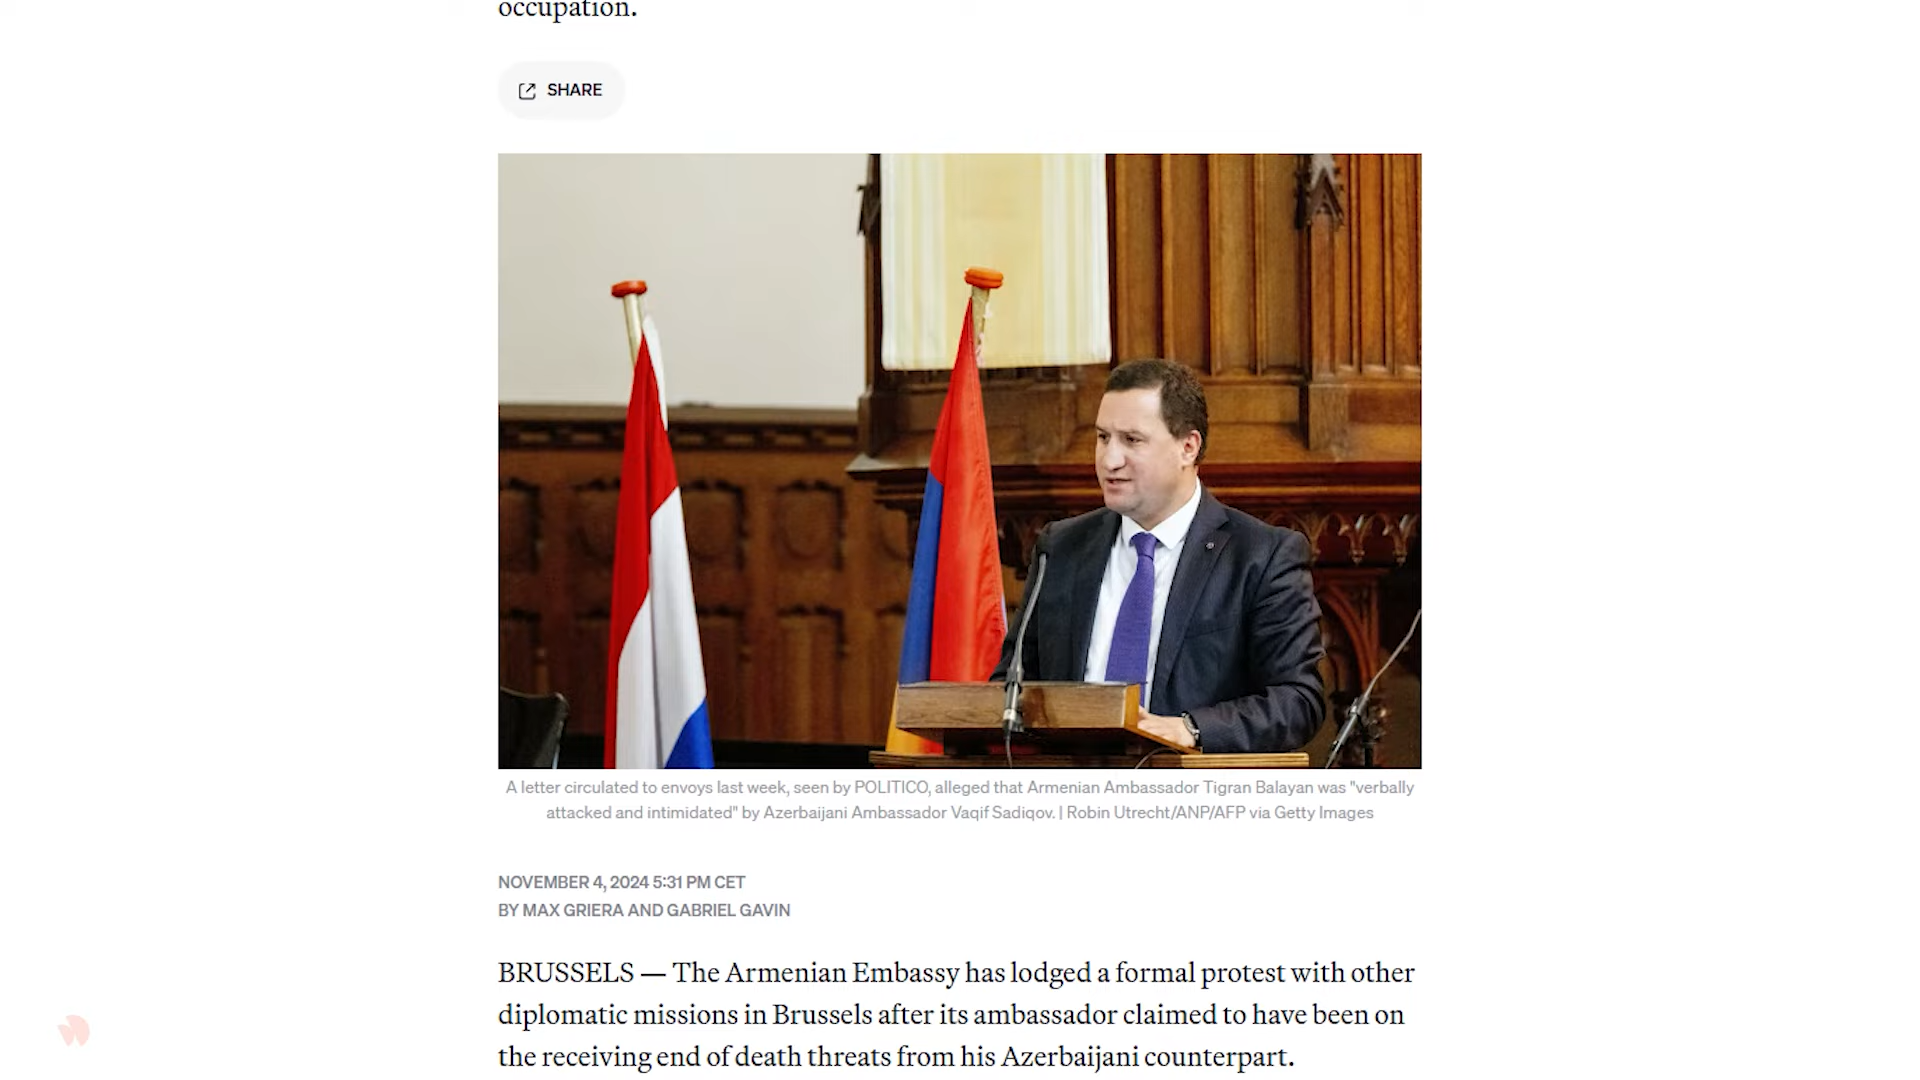 occupation.
SHARE
A letter circulated to envoys last week, seen by POLITICO, alleged that Armenian Ambassador Tigran Balayan was "verbally
attacked and intimidated" by Azerbaijani Ambassador Vaqif Sadiqov. | Robin Utrecht/ANP/AFP via Getty Images
NOVEMBER 4, 2024 5:31 PM CET
BY MAX GRIERA AND GABRIEL GAVIN
BRUSSELS — The Armenian Embassy has lodged a formal protest with other
diplomatic missions in Brussels after its ambassador claimed to have been on
the receiving end of death threats from his Azerbaijani counterpart.